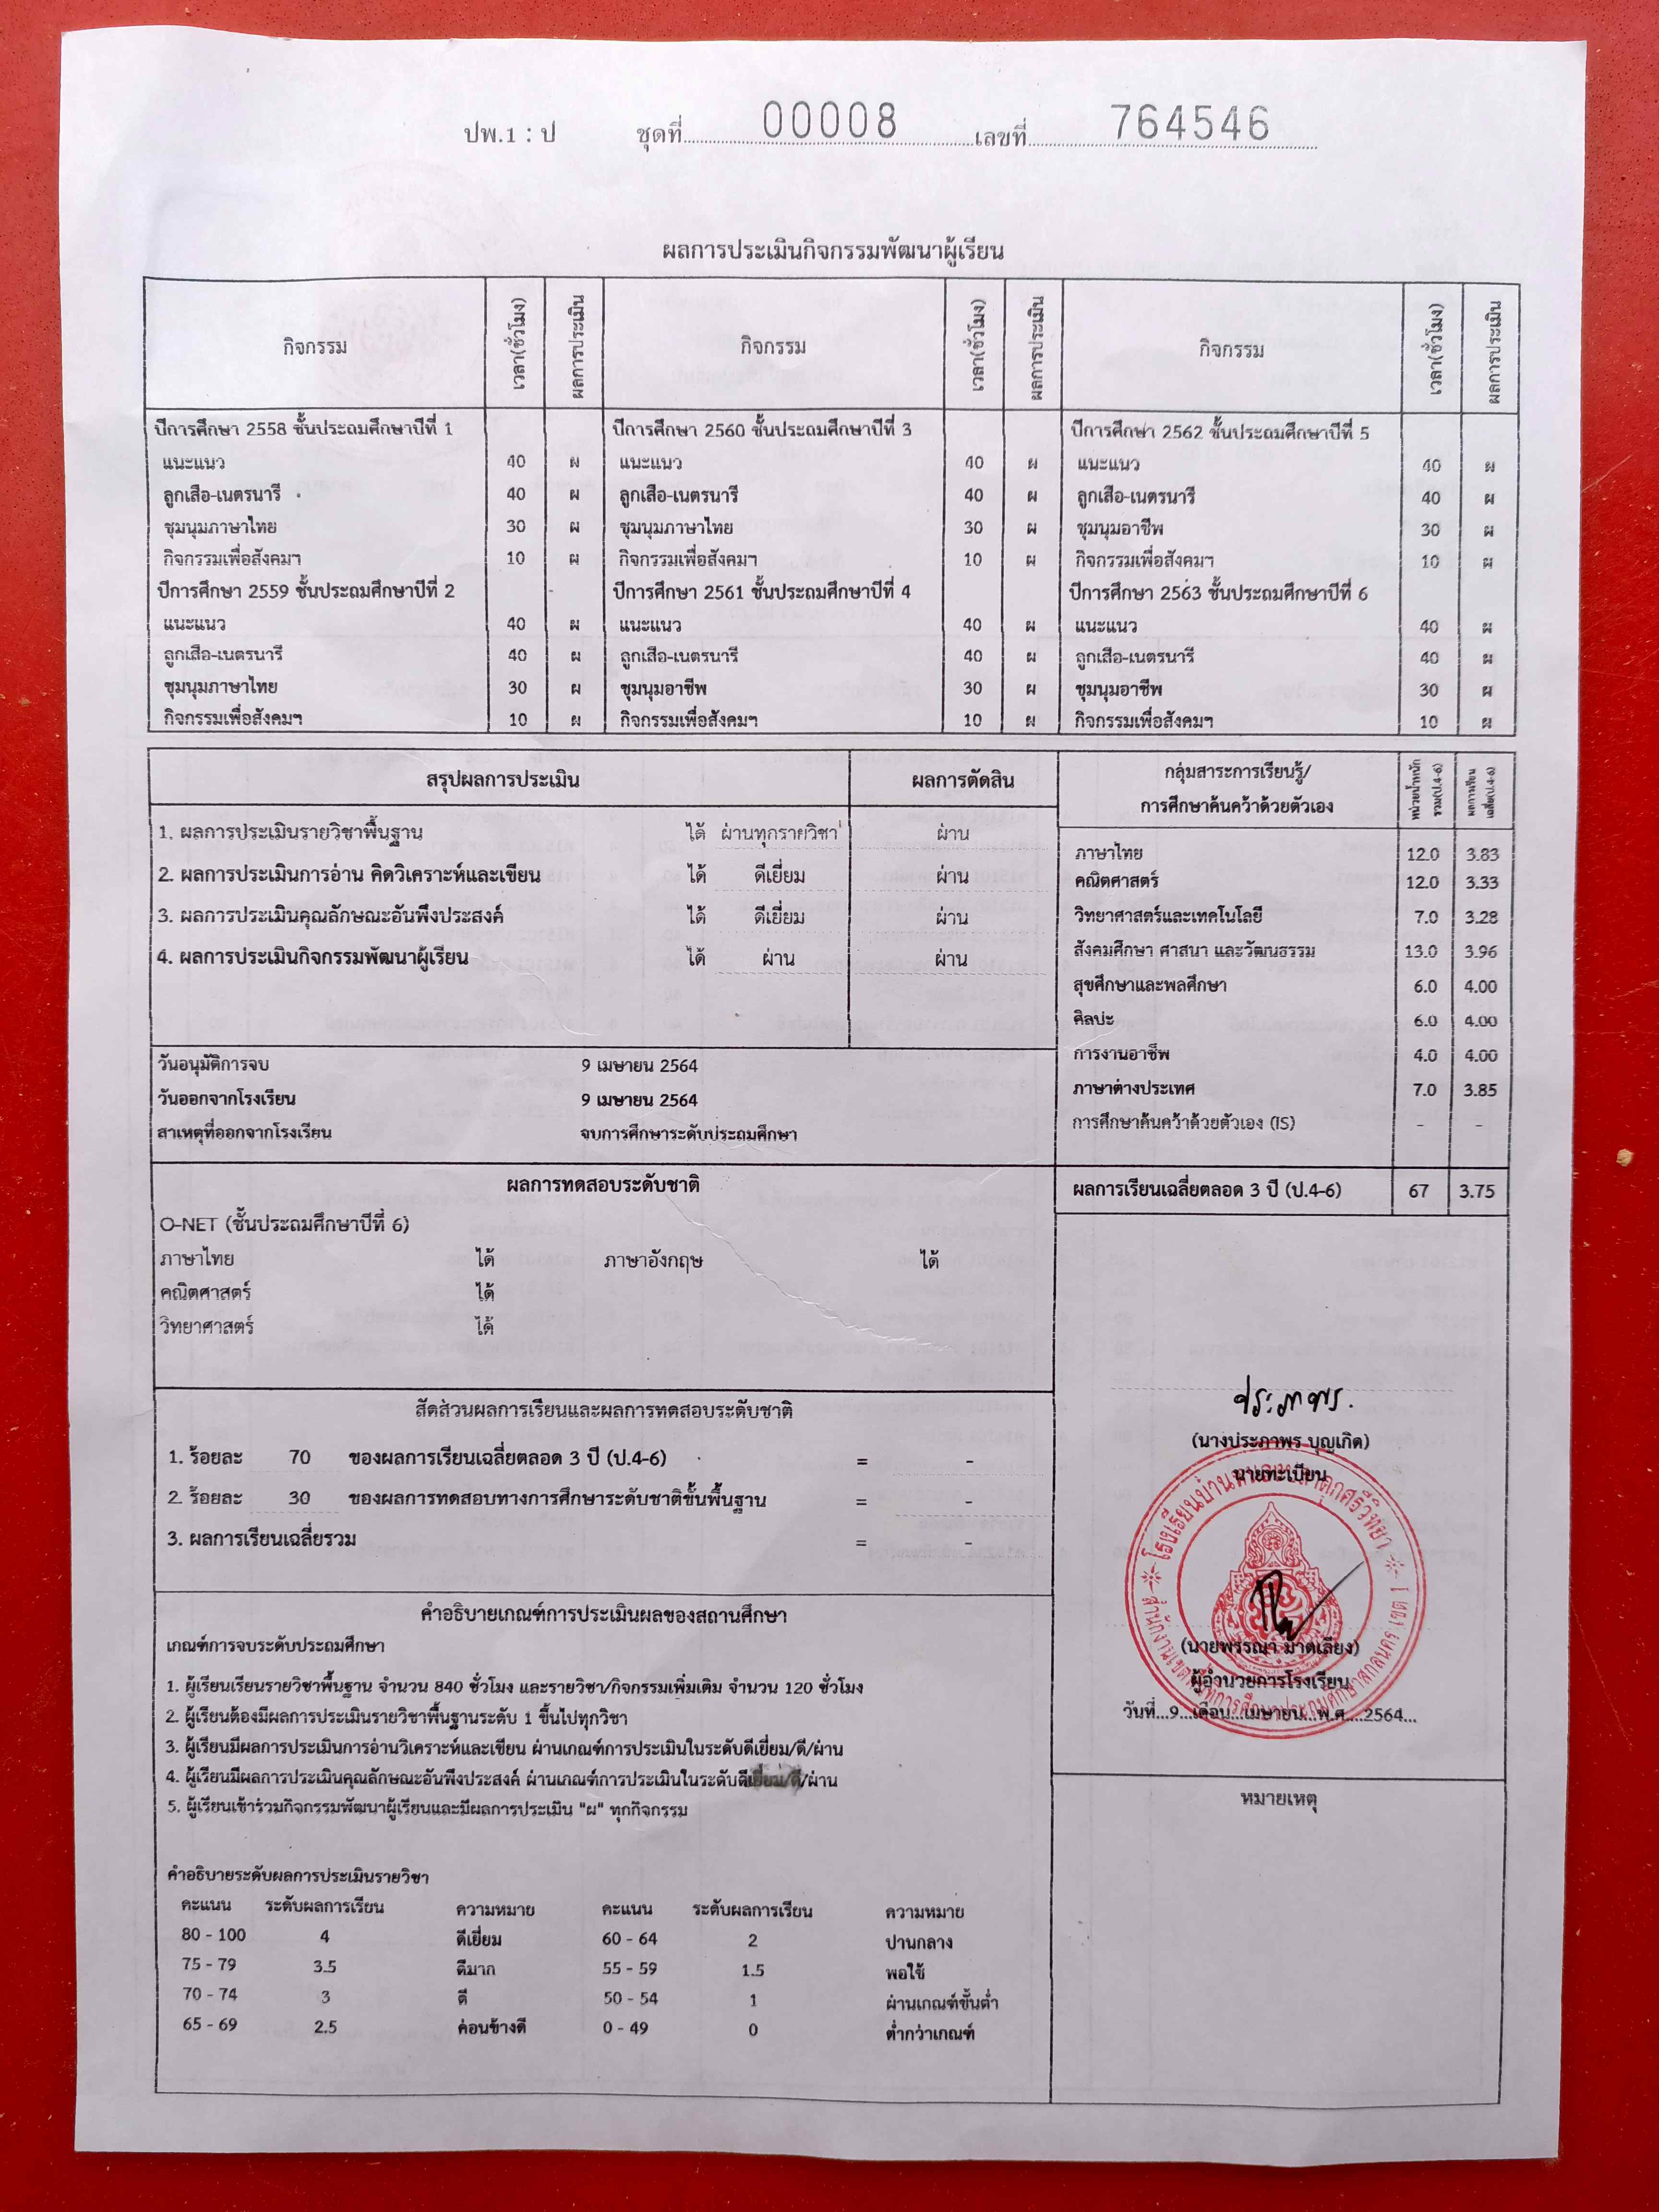 ปพ.1 : ป ชุดที่ 00008 เลขที่ 764546
ผลการประเมินกิจกรรมพัฒนาผู้เรียน
กิจกรรม เวลา(ชั่วโมง) ผลการประเมิน กิจกรรม เวลา(ชั่วโมง) ผลการประเมิน กิจกรรม เวลา(ชั่วโมง) ผลการประเมิน
ปีการศึกษา 2558 ชั้นประถมศึกษาปีที่ 1 ปีการศึกษา 2560 ชั้นประถมศึกษาปีที่ 3 ปีการศึกษา 2562 ชั้นประถมศึกษาปีที่ 5
แนะแนว 40 ผ แนะแนว 40 ผ แนะแนว 40 ผ
ลูกเสือ-เนตรนารี 40 ผ ลูกเสือ-เนตรนารี 40 ผ ลูกเสือ-เนตรนารี 40 ผ
ชุมนุมภาษาไทย 30 ผ ชุมนุมภาษาไทย 30 ผ ชุมนุมอาชีพ 30 ผ
กิจกรรมเพื่อสังคมฯ 10 ผ กิจกรรมเพื่อสังคมฯ 10 ผ กิจกรรมเพื่อสังคมฯ 10 ผ
ปีการศึกษา 2559 ชั้นประถมศึกษาปีที่ 2 ปีการศึกษา 2561 ชั้นประถมศึกษาปีที่ 4 ปีการศึกษา 2563 ชั้นประถมศึกษาปีที่ 6
แนะแนว 40 ผ แนะแนว 40 ผ แนะแนว 40 ผ
ลูกเสือ-เนตรนารี 40 ผ ลูกเสือ-เนตรนารี 40 ผ ลูกเสือ-เนตรนารี 40 ผ
ชุมนุมภาษาไทย 30 ผ ชุมนุมอาชีพ 30 ผ ชุมนุมอาชีพ 30 ผ
กิจกรรมเพื่อสังคมฯ 10 ผ กิจกรรมเพื่อสังคมฯ 10 ผ กิจกรรมเพื่อสังคมฯ 10 ผ
สรุปผลการประเมิน ผลการตัดสิน
1. ผลการประเมินรายวิชาพื้นฐาน ได้ ผ่านทุกรายวิชา ผ่าน
2. ผลการประเมินการอ่าน คิดวิเคราะห์และเขียน ได้ ดีเยี่ยม ผ่าน
3. ผลการประเมินคุณลักษณะอันพึงประสงค์ ได้ ดีเยี่ยม ผ่าน
4. ผลการประเมินกิจกรรมพัฒนาผู้เรียน ได้ ผ่าน ผ่าน
วันอนุมัติการจบ 9 เมษายน 2564
วันออกจากโรงเรียน 9 เมษายน 2564
สาเหตุที่ออกจากโรงเรียน จบการศึกษาระดับประถมศึกษา
กลุ่มสาระการเรียนรู้/ หน่วยน้ำหนัก ผลการเรียน
การศึกษาค้นคว้าด้วยตัวเอง รวม(ป.4-6) เฉลี่ย(ป.4-6)
ภาษาไทย 12.0 3.83
คณิตศาสตร์ 12.0 3.33
วิทยาศาสตร์และเทคโนโลยี 7.0 3.28
สังคมศึกษา ศาสนา และวัฒนธรรม 13.0 3.96
สุขศึกษาและพลศึกษา 6.0 4.00
ศิลปะ 6.0 4.00
การงานอาชีพ 4.0 4.00
ภาษาต่างประเทศ 7.0 3.85
การศึกษาค้นคว้าด้วยตัวเอง (IS) - -
ผลการเรียนเฉลี่ยตลอด 3 ปี (ป.4-6) 67 3.75
ผลการทดสอบระดับชาติ
O-NET (ชั้นประถมศึกษาปีที่ 6)
ภาษาไทย ได้ ภาษาอังกฤษ ได้
คณิตศาสตร์ ได้
วิทยาศาสตร์ ได้
สัดส่วนผลการเรียนและผลการทดสอบระดับชาติ
1. ร้อยละ 70 ของผลการเรียนเฉลี่ยตลอด 3 ปี (ป.4-6) = -
2. ร้อยละ 30 ของผลการทดสอบทางการศึกษาระดับชาติขั้นพื้นฐาน = -
3. ผลการเรียนเฉลี่ยรวม = -
คำอธิบายเกณฑ์การประเมินผลของสถานศึกษา
เกณฑ์การจบระดับประถมศึกษา
1. ผู้เรียนเรียนรายวิชาพื้นฐาน จำนวน 840 ชั่วโมง และรายวิชา/กิจกรรมเพิ่มเติม จำนวน 120 ชั่วโมง
2. ผู้เรียนต้องมีผลการประเมินรายวิชาพื้นฐานระดับ 1 ขึ้นไปทุกวิชา
3. ผู้เรียนมีผลการประเมินการอ่านวิเคราะห์และเขียน ผ่านเกณฑ์การประเมินในระดับดีเยี่ยม/ดี/ผ่าน
4. ผู้เรียนมีผลการประเมินคุณลักษณะอันพึงประสงค์ ผ่านเกณฑ์การประเมินในระดับดีเยี่ยม/ดี/ผ่าน
5. ผู้เรียนเข้าร่วมกิจกรรมพัฒนาผู้เรียนและมีผลการประเมิน "ผ" ทุกกิจกรรม
คำอธิบายระดับผลการประเมินรายวิชา
คะแนน ระดับผลการเรียน ความหมาย คะแนน ระดับผลการเรียน ความหมาย
80 - 100 4 ดีเยี่ยม 60 - 64 2 ปานกลาง
75 - 79 3.5 ดีมาก 55 - 59 1.5 พอใช้
70 - 74 3 ดี 50 - 54 1 ผ่านเกณฑ์ขั้นต่ำ
65 - 69 2.5 ค่อนข้างดี 0 - 49 0 ต่ำกว่าเกณฑ์
ประภาพร.
(นางประภาพร บุญเกิด)
นายทะเบียน
(นายพรรณา มาดเลียง)
ผู้อำนวยการโรงเรียน
วันที่...9...เดือน...เมษายน...พ.ศ....2564...
หมายเหตุ